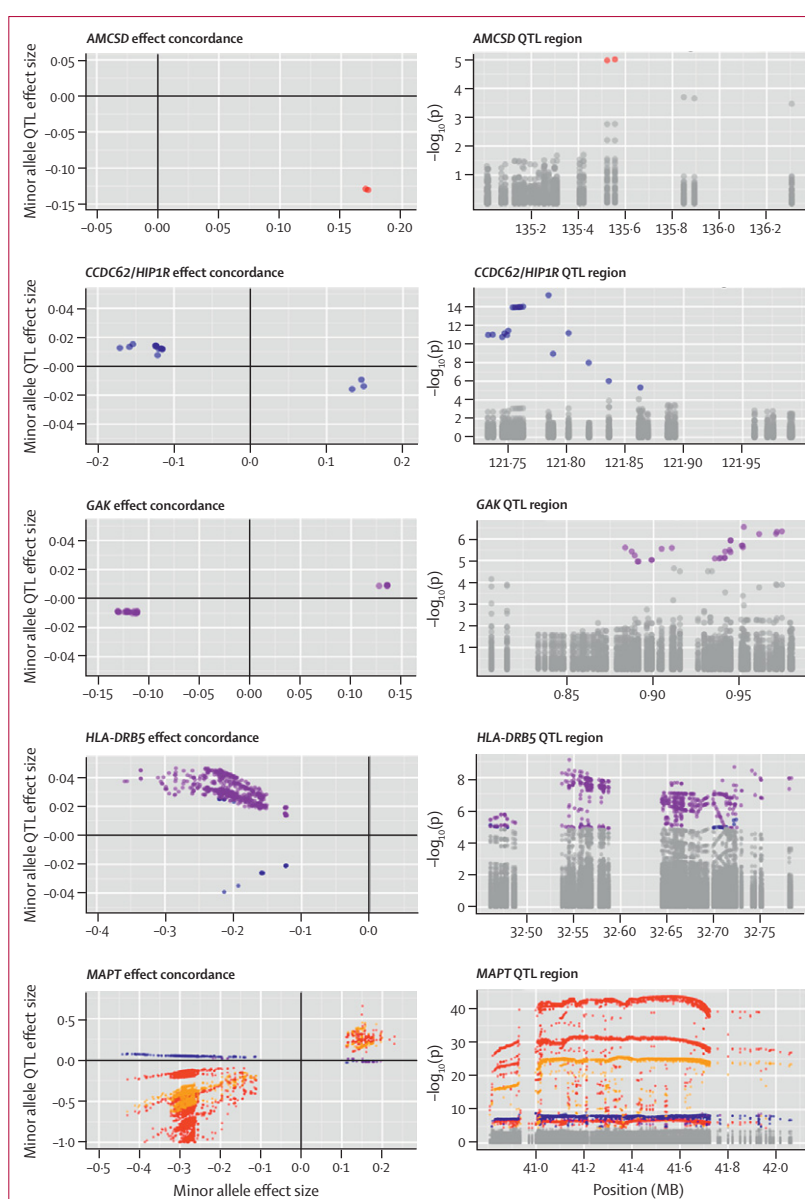 AMCSD effect concordance
Minor allele QTL effect size
0·05
0·00
–0·05
–0·10
–0·15
–0·05 0·00 0·05 0·10 0·15 0·20
AMCSD QTL region
–log10(p)
5
4
3
2
1
135·2 135·4 135·6 135·8 136·0 136·2
CCDC62/HIP1R effect concordance
Minor allele QTL effect size
0·04
0·02
–0·00
–0·02
–0·04
–0·2 –0·1 0·0 0·1 0·2
CCDC62/HIP1R QTL region
–log10(p)
14
12
10
8
6
4
2
0
121·75 121·80 121·85 121·90 121·95
GAK effect concordance
Minor allele QTL effect size
0·04
0·02
–0·00
–0·02
–0·04
–0·15 –0·10 0·00 0·00 0·10 0·15
GAK QTL region
–log10(p)
6
5
4
3
2
1
0·85 0·90 0·95
HLA-DRB5 effect concordance
Minor allele QTL effect size
0·04
0·02
–0·00
–0·02
–0·04
–0·4 –0·3 –0·2 –0·1 0·0
HLA-DRB5 QTL region
–log10(p)
8
6
4
2
0
32·50 32·55 32·60 32·65 32·70 32·75
MAPT effect concordance
Minor allele QTL effect size
0·5
0·0
–0·5
–1·0
–0·5 –0·4 –0·3 –0·2 –0·1 0·0 0·1 0·2
Minor allele effect size
MAPT QTL region
–log10(p)
40
30
20
10
0
41·0 41·2 41·4 41·6 41·8 42·0
Position (MB)